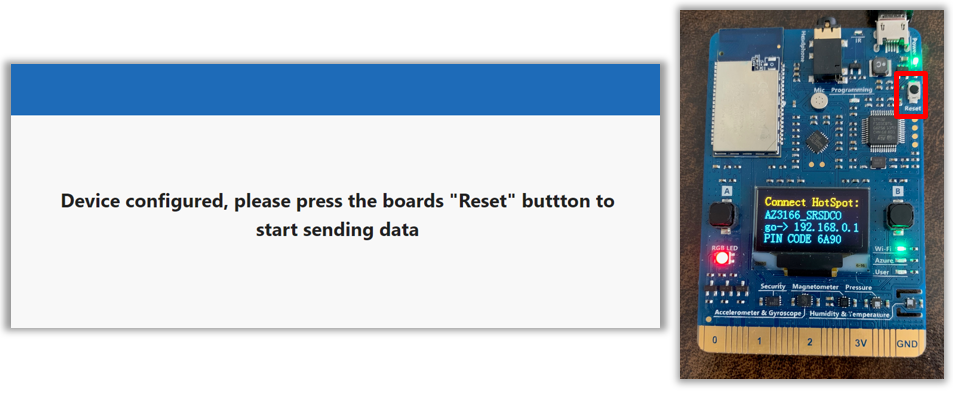 Device configured, please press the boards "Reset" buttton to
start sending data
Headphone
IR
Power
Mic
Programming
Reset
A
B
Connect HotSpot:
AZ3166_SRSDCO
go-> 192.168.0.1
PIN CODE 6A90
RGB LED
Wi-Fi
Azure
User
Security
Magnetometer
Pressure
Accelerometer & Gyroscope
Humidity & Temperature
0
1
2
3V
GND